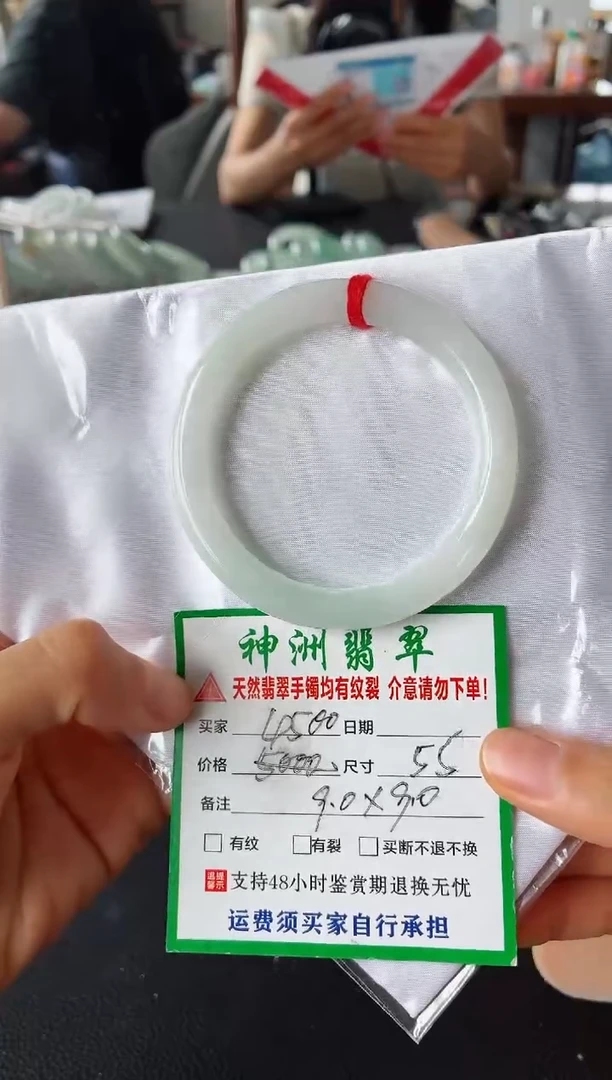 神洲翡翠
天然翡翠手镯均有纹裂 介意请勿下单!
买家 4500 日期
价格 5000 尺寸 55
备注 9.0×9.0
有纹 有裂 买断不退不换
温馨提示 支持48小时鉴赏期退换无忧
运费须买家自行承担